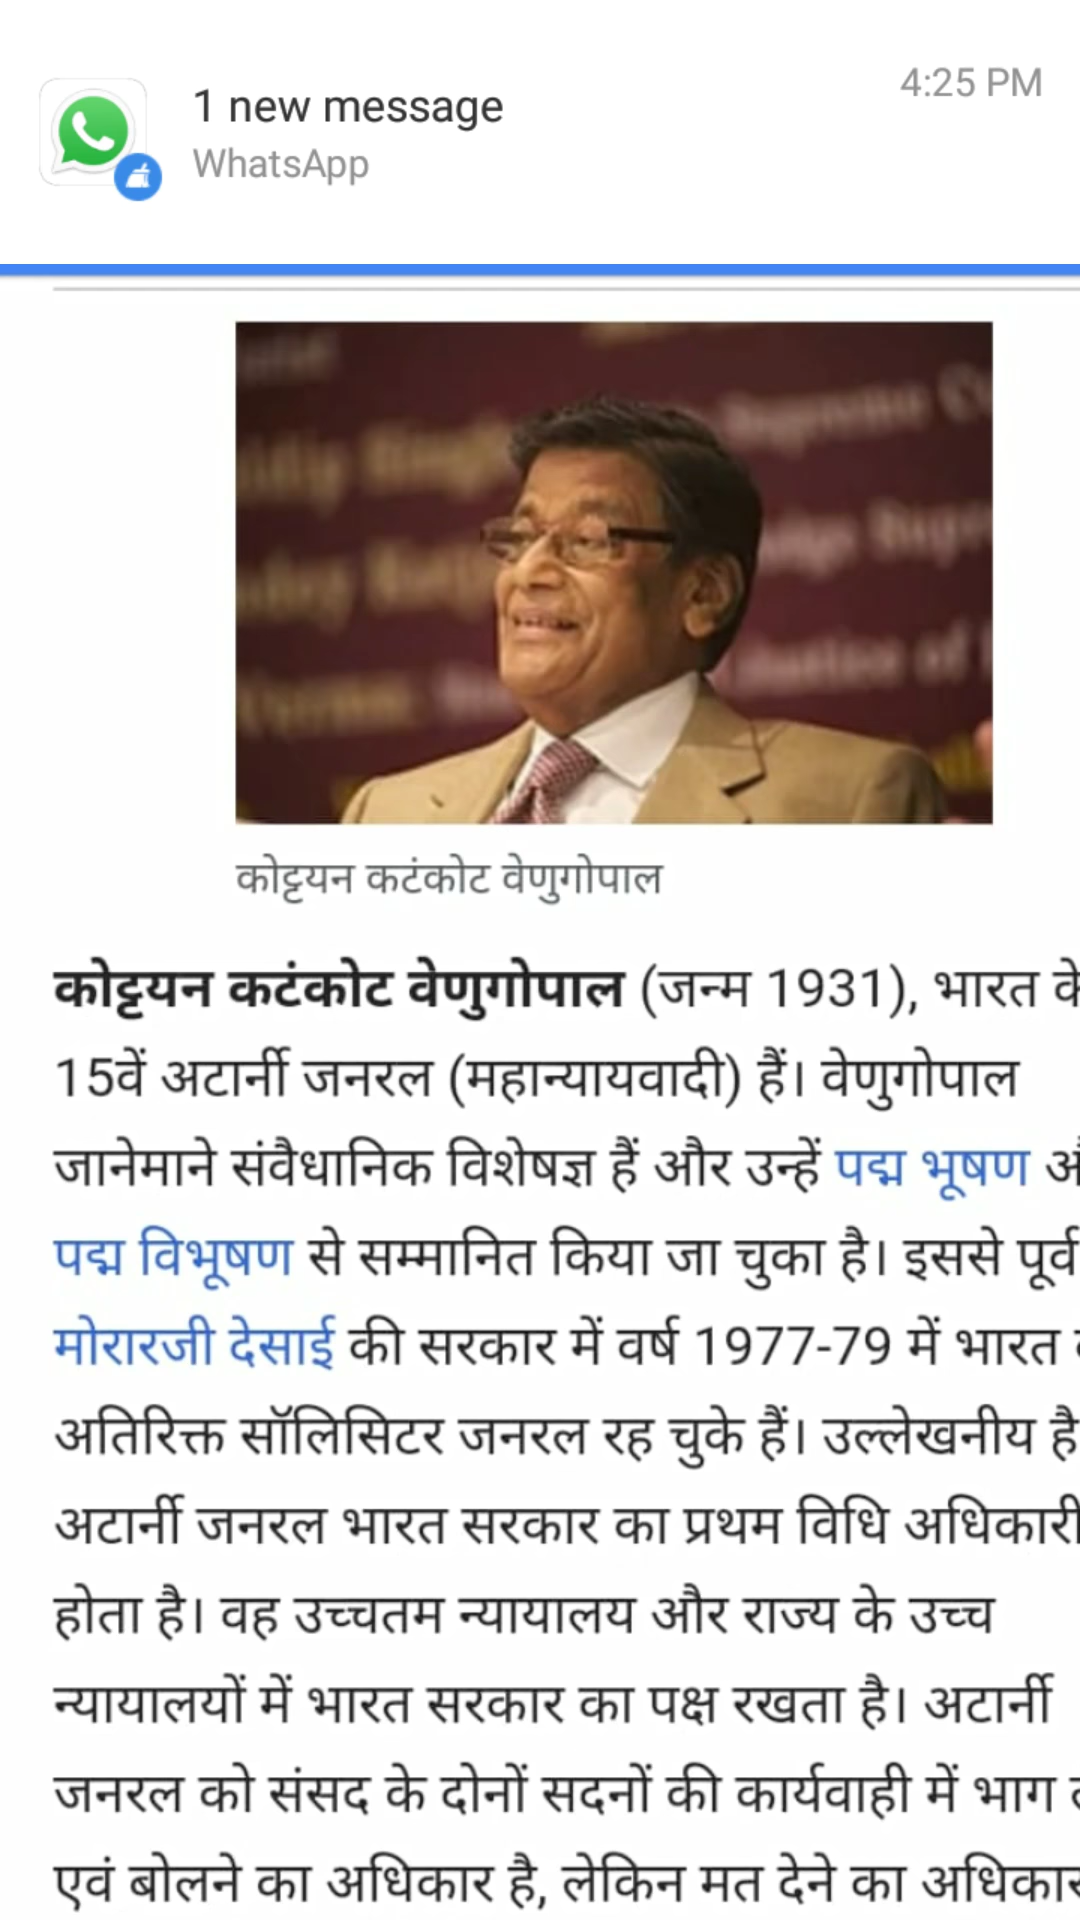 1 new message
4:25 PM
WhatsApp
Supreme
Justice of
कोट्टयन कटंकोट वेणुगोपाल
कोट्टयन कटंकोट वेणुगोपाल (जन्म 1931), भारत के
15वें अटार्नी जनरल (महान्यायवादी) हैं। वेणुगोपाल
जानेमाने संवैधानिक विशेषज्ञ हैं और उन्हें पद्म भूषण
पद्म विभूषण से सम्मानित किया जा चुका है। इससे पूर्व
मोरारजी देसाई की सरकार में वर्ष 1977-79 में भारत
अतिरिक्त सॉलिसिटर जनरल रह चुके हैं। उल्लेखनीय है
अटार्नी जनरल भारत सरकार का प्रथम विधि अधिकारी
होता है। वह उच्चतम न्यायालय और राज्य के उच्च
न्यायालयों में भारत सरकार का पक्ष रखता है। अटार्नी
जनरल को संसद के दोनों सदनों की कार्यवाही में भाग
एवं बोलने का अधिकार है, लेकिन मत देने का अधिकार